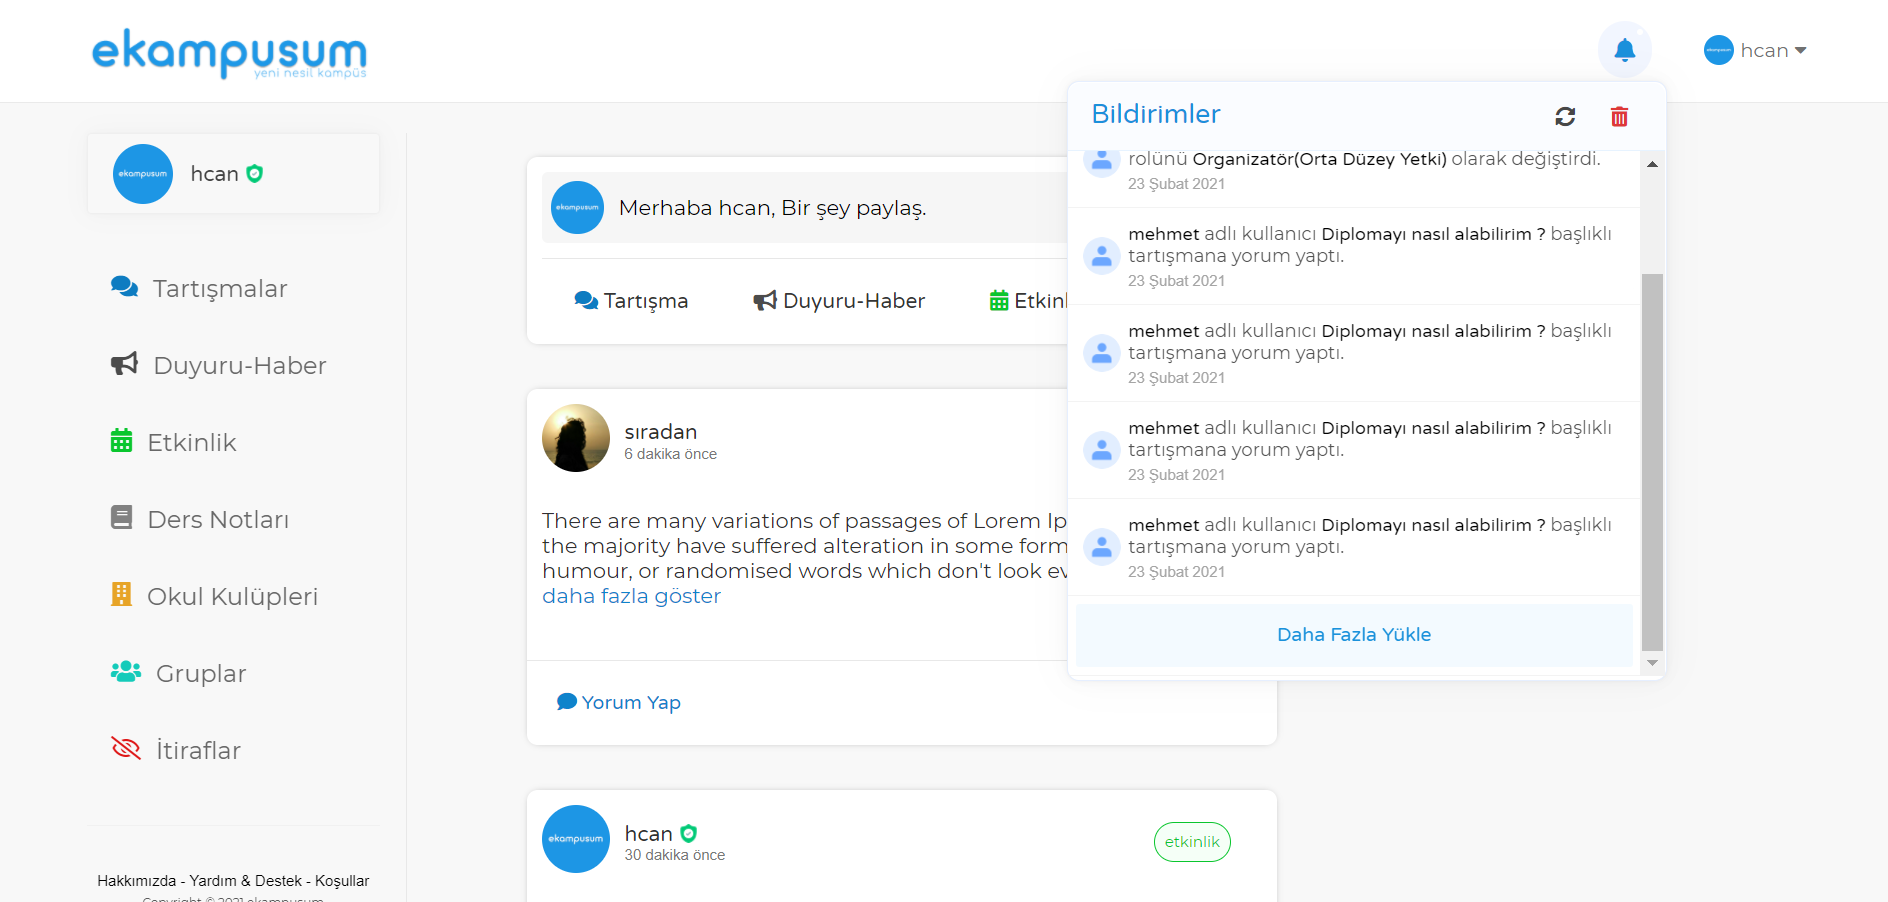 ekampusum
yeni nesil kampüs
hcan
Bildirimler
rolünü Organizatör(Orta Düzey Yetki) olarak değiştirdi.
23 Şubat 2021
mehmet adlı kullanıcı Diplomayı nasıl alabilirim ? başlıklı
tartışmana yorum yaptı.
23 Şubat 2021
mehmet adlı kullanıcı Diplomayı nasıl alabilirim ? başlıklı
tartışmana yorum yaptı.
23 Şubat 2021
mehmet adlı kullanıcı Diplomayı nasıl alabilirim ? başlıklı
tartışmana yorum yaptı.
23 Şubat 2021
mehmet adlı kullanıcı Diplomayı nasıl alabilirim ? başlıklı
tartışmana yorum yaptı.
23 Şubat 2021
Daha Fazla Yükle
ekampusum
hcan
Tartışmalar
Duyuru-Haber
Etkinlik
Ders Notları
Okul Kulüpleri
Gruplar
İtiraflar
Hakkımızda - Yardım & Destek - Koşullar
Copyright © 2021 ekampusum
ekampusum
Merhaba hcan, Bir şey paylaş.
Tartışma
Duyuru-Haber
Etkinl
sıradan
6 dakika önce
There are many variations of passages of Lorem Ip
the majority have suffered alteration in some form
humour, or randomised words which don't look ev
daha fazla göster
Yorum Yap
ekampusum
hcan
30 dakika önce
etkinlik